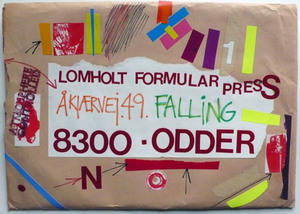 1
LOMHOLT FORMULAR PRESS
ÅKJÆRVEJ.49. FALLING
8300·ODDER
N